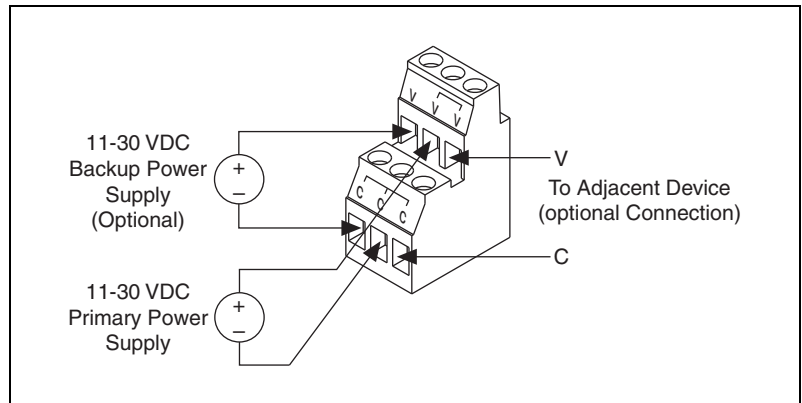 V V V
11-30 VDC
Backup Power
Supply
(Optional)
+
–
V
To Adjacent Device
(optional Connection)
C C C
C
11-30 VDC
Primary Power
Supply
+
–